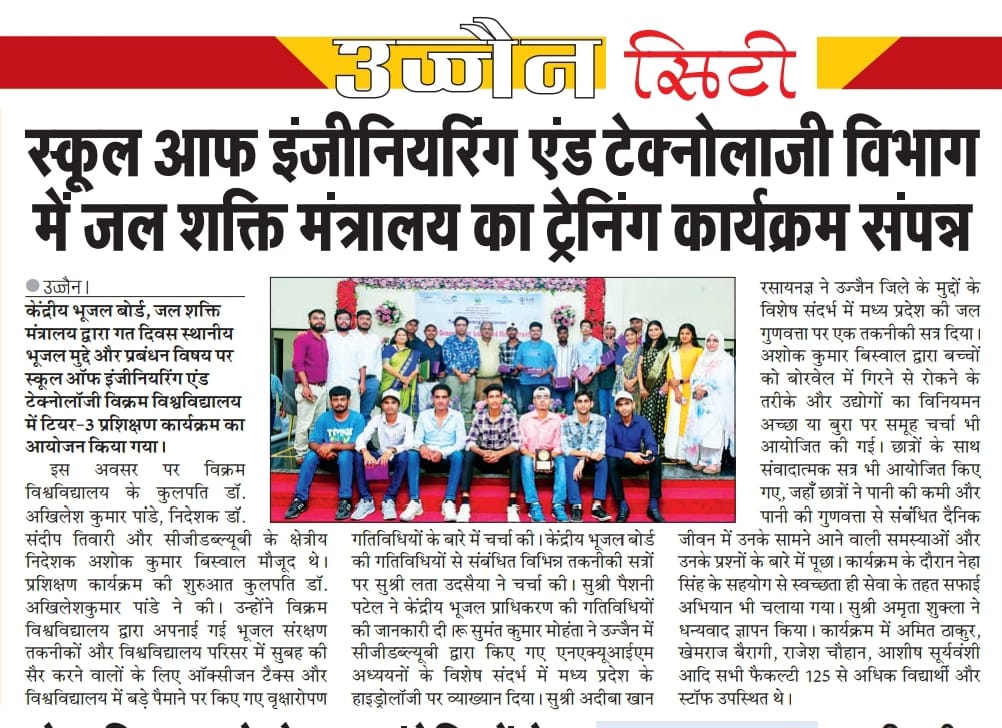 उज्जैन सिटी
स्कूल आफ इंजीनियरिंग एंड टेक्नोलाजी विभाग
में जल शक्ति मंत्रालय का ट्रेनिंग कार्यक्रम संपन्न
उज्जैन।
केंद्रीय भूजल बोर्ड, जल शक्ति
मंत्रालय द्वारा गत दिवस स्थानीय
भूजल मुद्दे और प्रबंधन विषय पर
स्कूल ऑफ इंजीनियरिंग एंड
टेक्नोलॉजी विक्रम विश्वविद्यालय
में टियर-3 प्रशिक्षण कार्यक्रम का
आयोजन किया गया।
इस अवसर पर विक्रम
विश्वविद्यालय के कुलपति डॉ.
अखिलेश कुमार पांडे, निदेशक डॉ.
संदीप तिवारी और सीजीडब्ल्यूबी के क्षेत्रीय
निदेशक अशोक कुमार बिस्वाल मौजूद थे।
प्रशिक्षण कार्यक्रम की शुरुआत कुलपति डॉ.
अखिलेशकुमार पांडे ने की। उन्होंने विक्रम
विश्वविद्यालय द्वारा अपनाई गई भूजल संरक्षण
तकनीकों और विश्वविद्यालय परिसर में सुबह की
सैर करने वालों के लिए ऑक्सीजन टैक्स और
विश्वविद्यालय में बड़े पैमाने पर किए गए वृक्षारोपण
गतिविधियों के बारे में चर्चा की। केंद्रीय भूजल बोर्ड
की गतिविधियों से संबंधित विभिन्न तकनीकी सत्रों
पर सुश्री लता उदसैया ने चर्चा की। सुश्री पैशनी
पटेल ने केंद्रीय भूजल प्राधिकरण की गतिविधियों
की जानकारी दी।रू सुमंत कुमार मोहंता ने उज्जैन में
सीजीडब्ल्यूबी द्वारा किए गए एनएक्यूआईएम
अध्ययनों के विशेष संदर्भ में मध्य प्रदेश के
हाइड्रोलॉजी पर व्याख्यान दिया। सुश्री अदीबा खान
रसायनज्ञ ने उज्जैन जिले के मुद्दों के
विशेष संदर्भ में मध्य प्रदेश की जल
गुणवत्ता पर एक तकनीकी सत्र दिया।
अशोक कुमार बिस्वाल द्वारा बच्चों
को बोरवेल में गिरने से रोकने के
तरीके और उद्योगों का विनियमन
अच्छा या बुरा पर समूह चर्चा भी
आयोजित की गई। छात्रों के साथ
संवादात्मक सत्र भी आयोजित किए
गए, जहाँ छात्रों ने पानी की कमी और
पानी की गुणवत्ता से संबंधित दैनिक
जीवन में उनके सामने आने वाली समस्याओं और
उनके प्रश्नों के बारे में पूछा। कार्यक्रम के दौरान नेहा
सिंह के सहयोग से स्वच्छता ही सेवा के तहत सफाई
अभियान भी चलाया गया। सुश्री अमृता शुक्ला ने
धन्यवाद ज्ञापन किया। कार्यक्रम में अमित ठाकुर,
खेमराज बैरागी, राजेश चौहान, आशीष सूर्यवंशी
आदि सभी फैकल्टी 125 से अधिक विद्यार्थी और
स्टॉफ उपस्थित थे।